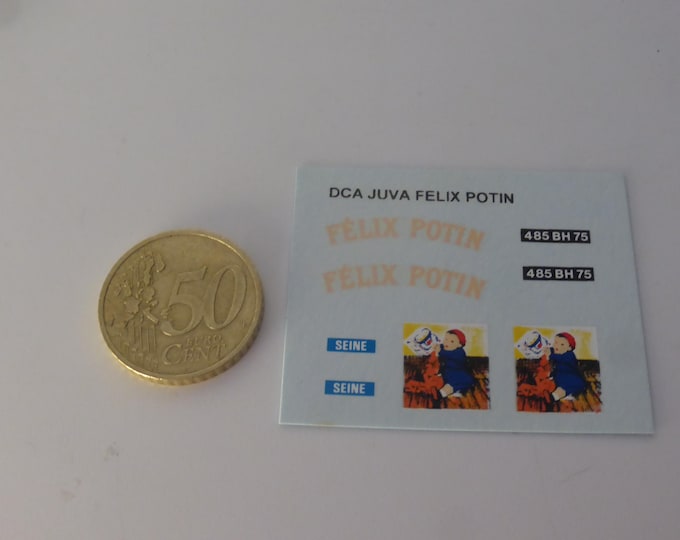 50
EURO
CENT
DCA JUVA FELIX POTIN
FÉLIX POTIN
485 BH 75
FÉLIX POTIN
485 BH 75
SEINE
SEINE